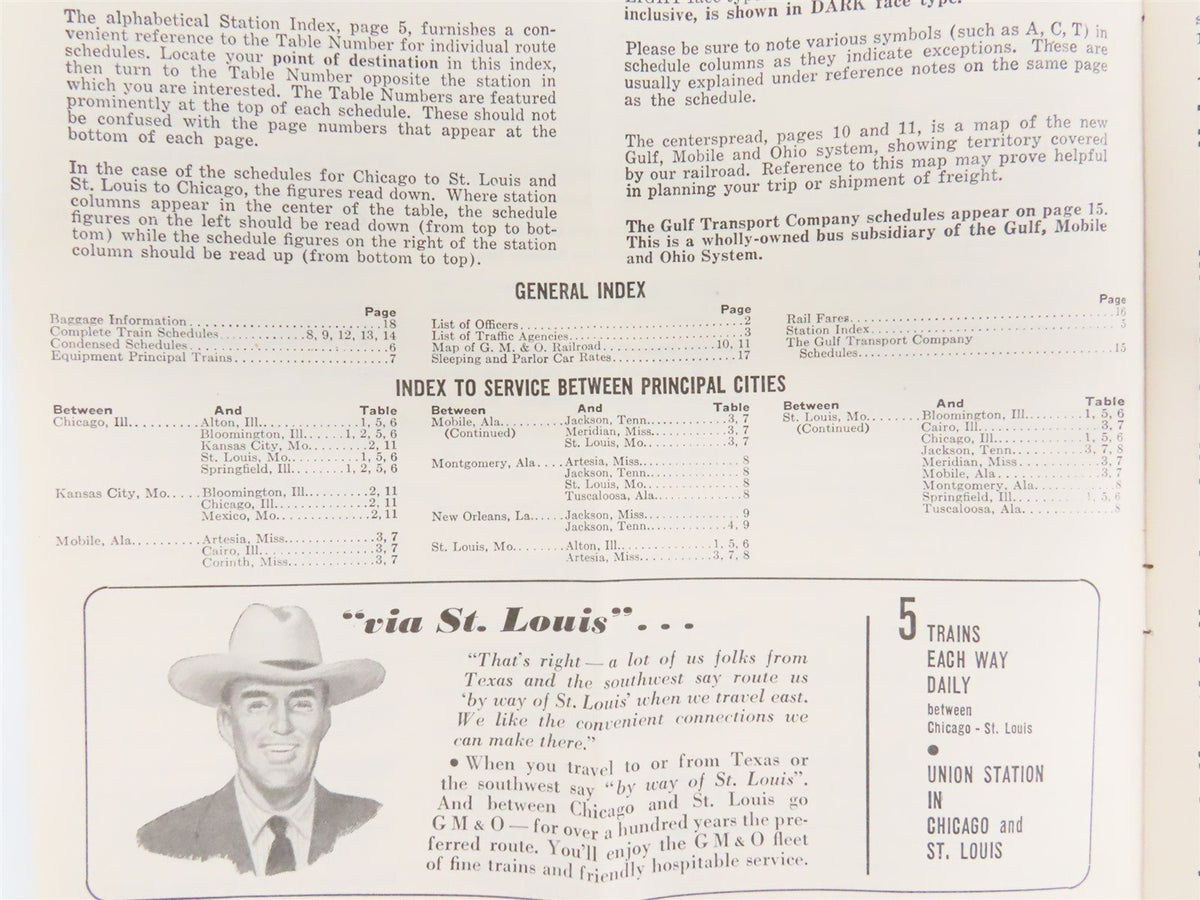 The alphabetical Station Index, page 5, furnishes a con-
venient reference to the Table Number for individual route
schedules. Locate your point of destination in this index,
then turn to the Table Number opposite the station in
which you are interested. The Table Numbers are featured
prominently at the top of each schedule. These should not
be confused with the page numbers that appear at the
bottom of each page.
In the case of the schedules for Chicago to St. Louis and
St. Louis to Chicago, the figures read down. Where station
columns appear in the center of the table, the schedule
figures on the left should be read down (from top to bot-
tom) while the schedule figures on the right of the station
column should be read up (from bottom to top).
inclusive, is shown in DARK face type.
Please be sure to note various symbols (such as A, C, T) in
schedule columns as they indicate exceptions. These are
usually explained under reference notes on the same page
as the schedule.
The centerspread, pages 10 and 11, is a map of the new
Gulf, Mobile and Ohio system, showing territory covered
by our railroad. Reference to this map may prove helpful
in planning your trip or shipment of freight.
The Gulf Transport Company schedules appear on page 15.
This is a wholly-owned bus subsidiary of the Gulf, Mobile
and Ohio System.
GENERAL INDEX
Page
Baggage Information....................18
Complete Train Schedules............8, 9, 12, 13, 14
Condensed Schedules....................6
Equipment Principal Trains....................7
Page
List of Officers....................2
List of Traffic Agencies....................3
Map of G. M. & O. Railroad....................10, 11
Sleeping and Parlor Car Rates....................17
Page
Rail Fares....................16
Station Index....................5
The Gulf Transport Company
Schedules....................15
INDEX TO SERVICE BETWEEN PRINCIPAL CITIES
Between And Table
Chicago, Ill..........Alton, Ill..............1, 5, 6
Bloomington, Ill......1, 2, 5, 6
Kansas City, Mo.........2, 11
St. Louis, Mo..........1, 5, 6
Springfield, Ill.......1, 2, 5, 6
Kansas City, Mo.....Bloomington, Ill.........2, 11
Chicago, Ill.............2, 11
Mexico, Mo..............2, 11
Mobile, Ala.........Artesia, Miss.............3, 7
Cairo, Ill................3, 7
Corinth, Miss.............3, 7
Between And Table
Mobile, Ala.......Jackson, Tenn............3, 7
(Continued) Meridian, Miss...........3, 7
St. Louis, Mo............3, 7
Montgomery, Ala....Artesia, Miss..............8
Jackson, Tenn..............8
St. Louis, Mo..............8
Tuscaloosa, Ala............8
New Orleans, La.....Jackson, Miss..............9
Jackson, Tenn............4, 9
St. Louis, Mo.......Alton, Ill..............1, 5, 6
Artesia, Miss...........3, 7, 8
Between And Table
St. Louis, Mo.......Bloomington, Ill........1, 5, 6
(Continued) Cairo, Ill................3, 7
Chicago, Ill............1, 5, 6
Jackson, Tenn...........3, 7, 8
Meridian, Miss............3, 7
Mobile, Ala...............3, 7
Montgomery, Ala............8
Springfield, Ill.........1, 5, 6
Tuscaloosa, Ala............8
“via St. Louis”...
“That's right — a lot of us folks from
Texas and the southwest say route us
‘by way of St. Louis’ when we travel east.
We like the convenient connections we
can make there.”
• When you travel to or from Texas or
the southwest say “by way of St. Louis”.
And between Chicago and St. Louis go
G M & O — for over a hundred years the pre-
ferred route. You'll enjoy the G M & O fleet
of fine trains and friendly hospitable service.
5 TRAINS
EACH WAY
DAILY
between
Chicago - St. Louis
•
UNION STATION
IN
CHICAGO and
ST. LOUIS